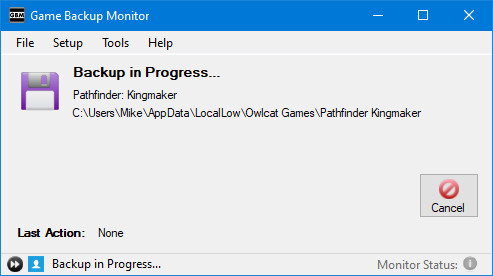 GBM Game Backup Monitor
File Setup Tools Help
Backup in Progress...
Pathfinder: Kingmaker
C:\Users\Mike\AppData\LocalLow\Owlcat Games\Pathfinder Kingmaker
Cancel
Last Action: None
Backup in Progress... Monitor Status: